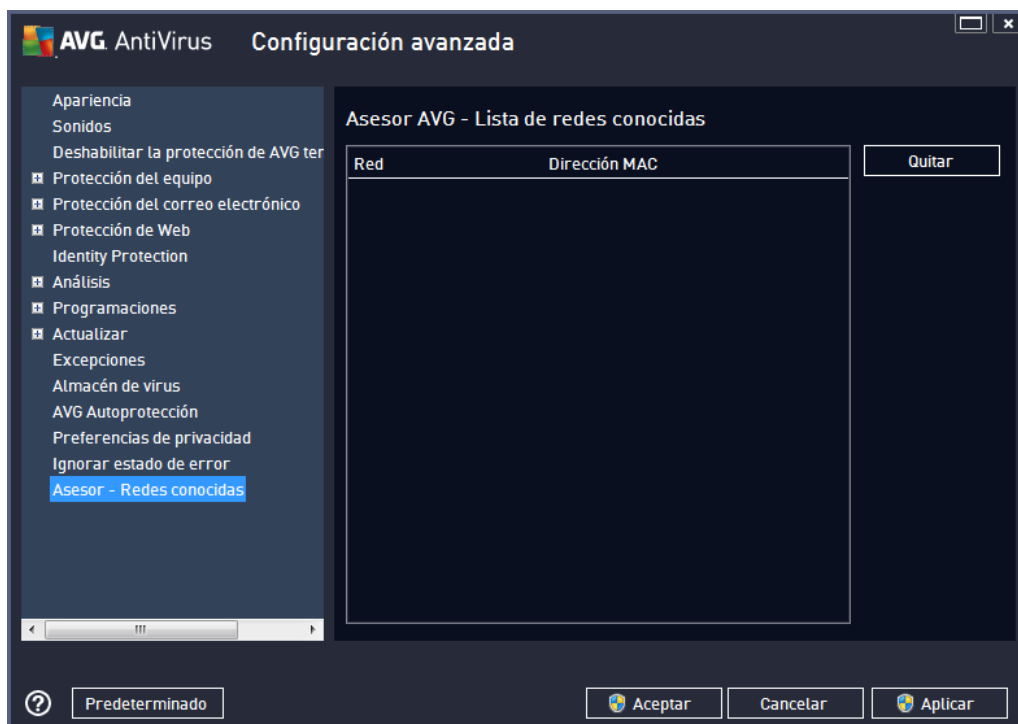 AVG. AntiVirus Configuración avanzada
Apariencia
Sonidos
Deshabilitar la protección de AVG ter
Protección del equipo
Protección del correo electrónico
Protección de Web
Identity Protection
Análisis
Programaciones
Actualizar
Excepciones
Almacén de virus
AVG Autoprotección
Preferencias de privacidad
Ignorar estado de error
Asesor - Redes conocidas
Asesor AVG - Lista de redes conocidas
Red Dirección MAC
Quitar
? Predeterminado Aceptar Cancelar Aplicar